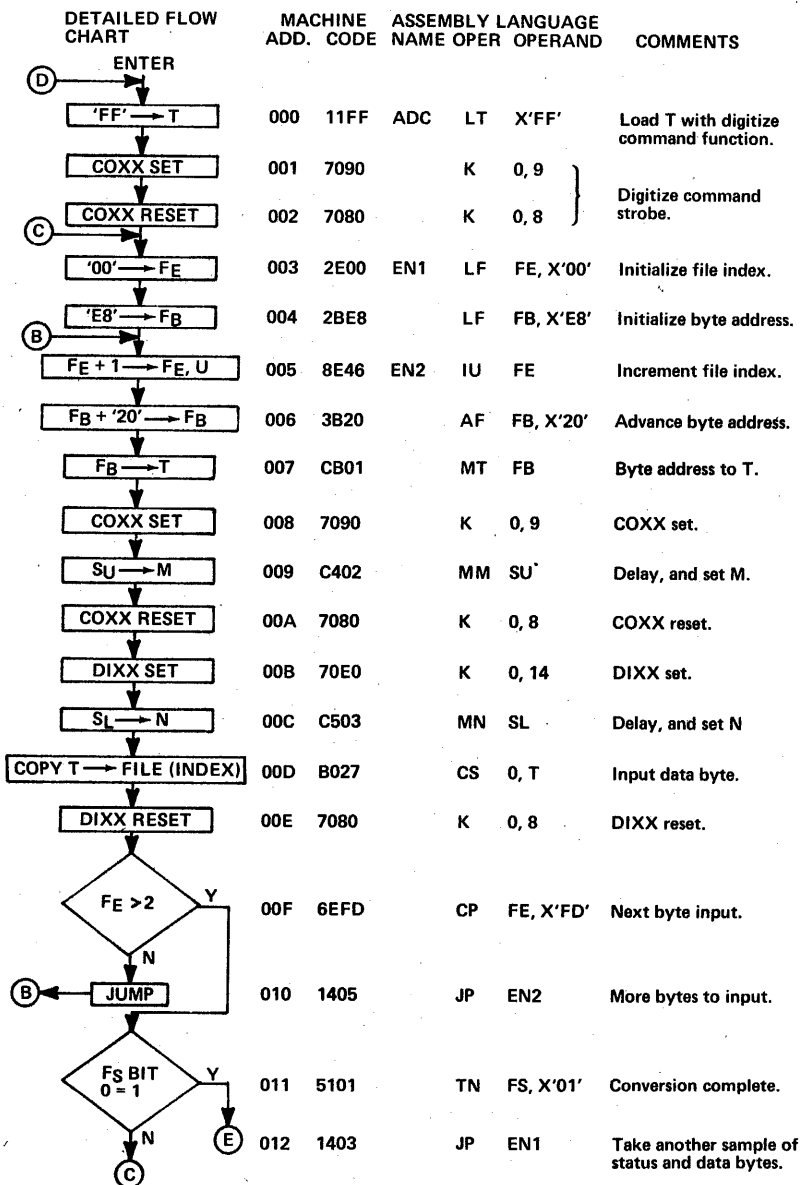 DETAILED FLOW MACHINE ASSEMBLY LANGUAGE
CHART ADD. CODE NAME OPER OPERAND COMMENTS
ENTER
D
'FF' → T 000 11FF ADC LT X'FF' Load T with digitize
command function.
COXX SET 001 7090 K 0, 9
Digitize command
strobe.
COXX RESET 002 7080 K 0, 8
C
'00' → FE 003 2E00 EN1 LF FE, X'00' Initialize file index.
'E8' → FB 004 2BE8 LF FB, X'E8' Initialize byte address.
B
FE + 1 → FE, U 005 8E46 EN2 IU FE Increment file index.
FB + '20' → FB 006 3B20 AF FB, X'20' Advance byte address.
FB → T 007 CB01 MT FB Byte address to T.
COXX SET 008 7090 K 0, 9 COXX set.
SU → M 009 C402 MM SU Delay, and set M.
COXX RESET 00A 7080 K 0, 8 COXX reset.
DIXX SET 00B 70E0 K 0, 14 DIXX set.
SL → N 00C C503 MN SL Delay, and set N
COPY T → FILE (INDEX) 00D B027 CS 0, T Input data byte.
DIXX RESET 00E 7080 K 0, 8 DIXX reset.
FE > 2 Y 00F 6EFD CP FE, X'FD' Next byte input.
N
B JUMP 010 1405 JP EN2 More bytes to input.
FS BIT
0 = 1 Y 011 5101 TN FS, X'01' Conversion complete.
N E 012 1403 JP EN1 Take another sample of
status and data bytes.
C